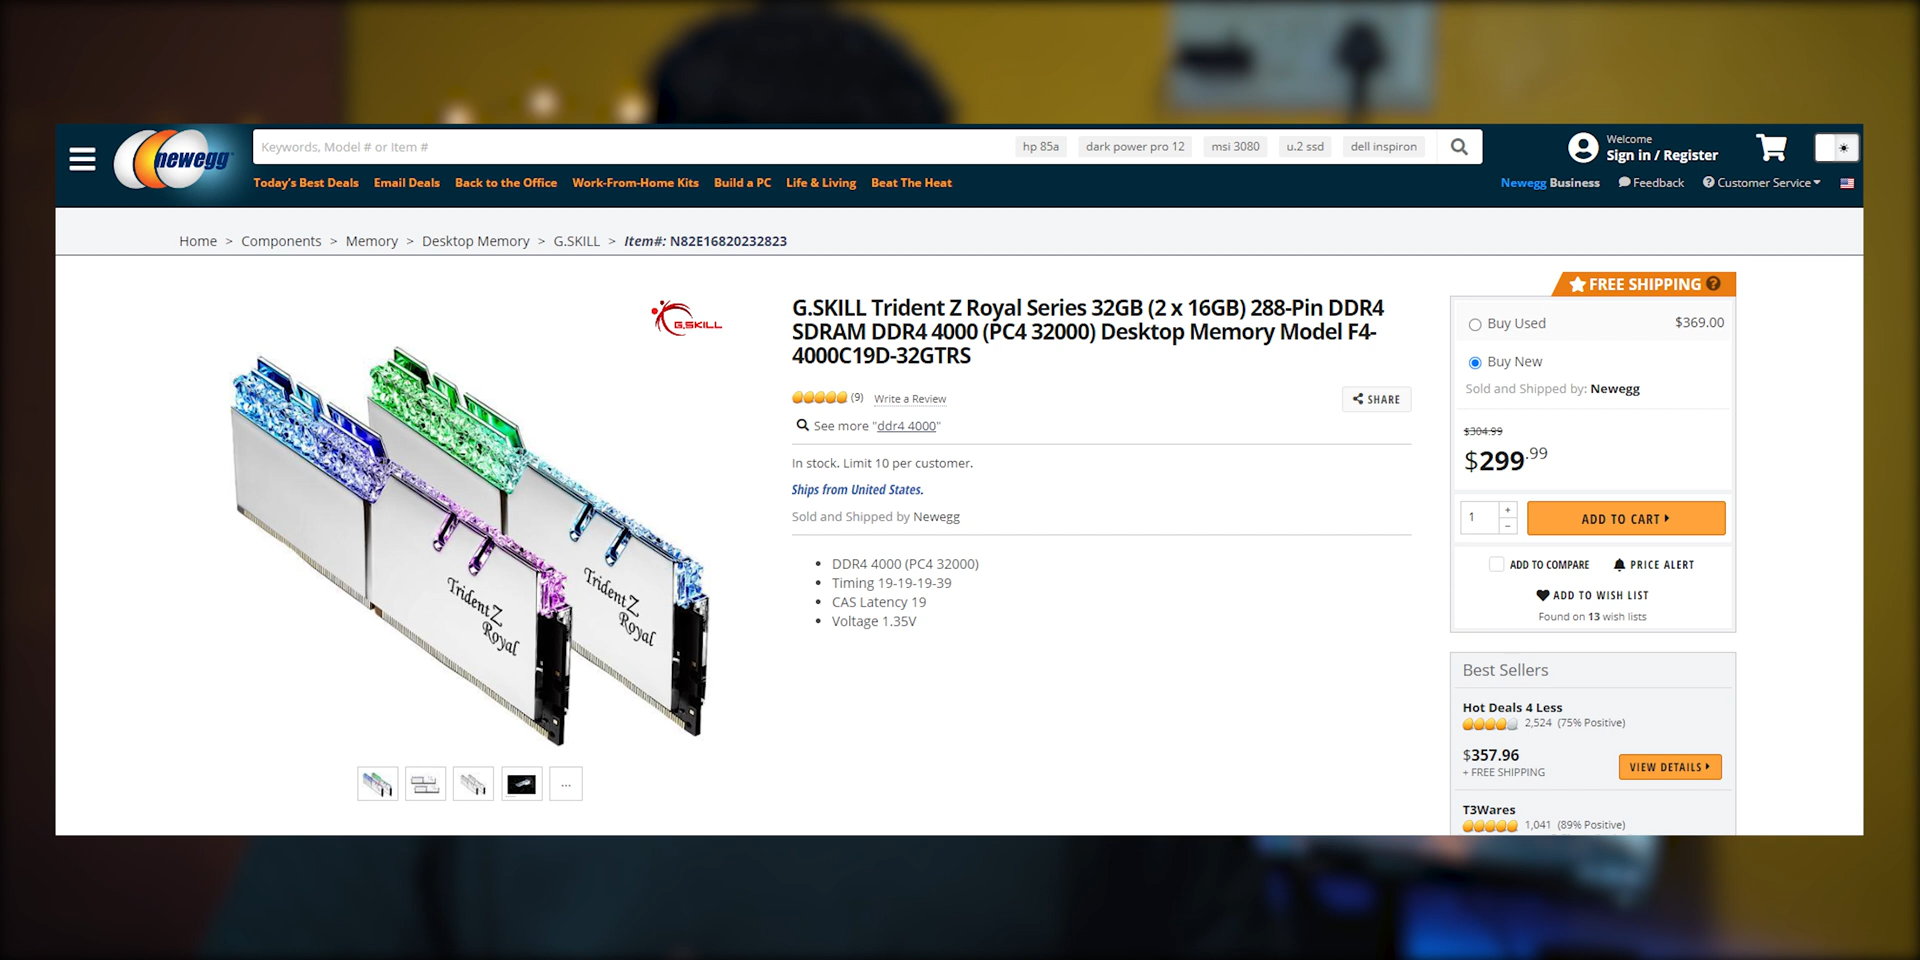 newegg
Keywords, Model # or Item #
hp 85a
dark power pro 12
msi 3080
u.2 ssd
dell inspiron
Welcome
Sign in / Register
Today's Best Deals
Email Deals
Back to the Office
Work-From-Home Kits
Build a PC
Life & Living
Beat The Heat
Newegg Business
Feedback
Customer Service
Home > Components > Memory > Desktop Memory > G.SKILL > Item#: N82E16820232823
G.SKILL
Trident Z
Royal
Trident Z
Royal
...
G.SKILL Trident Z Royal Series 32GB (2 x 16GB) 288-Pin DDR4
SDRAM DDR4 4000 (PC4 32000) Desktop Memory Model F4-
4000C19D-32GTRS
(9) Write a Review
SHARE
See more "ddr4 4000"
In stock. Limit 10 per customer.
Ships from United States.
Sold and Shipped by Newegg
• DDR4 4000 (PC4 32000)
• Timing 19-19-19-39
• CAS Latency 19
• Voltage 1.35V
FREE SHIPPING ?
Buy Used $369.00
Buy New
Sold and Shipped by: Newegg
$304.99
$299.99
1 + −
ADD TO CART
ADD TO COMPARE
PRICE ALERT
ADD TO WISH LIST
Found on 13 wish lists
Best Sellers
Hot Deals 4 Less
2,524 (75% Positive)
$357.96
+ FREE SHIPPING
VIEW DETAILS
T3Wares
1,041 (89% Positive)